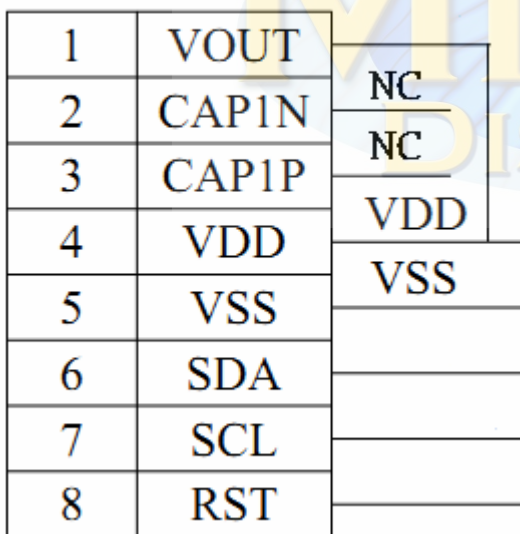 1 VOUT
NC
2 CAP1N
NC
3 CAP1P
VDD
4 VDD
VSS
5 VSS
6 SDA
7 SCL
8 RST